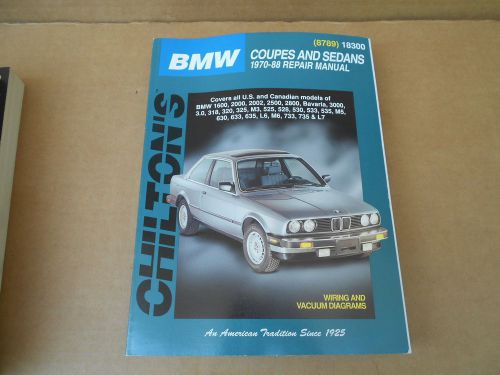 BMW
(8789) 18300
COUPES AND SEDANS
1970-88 REPAIR MANUAL
Covers all U.S. and Canadian models of
BMW 1600, 2000, 2002, 2500, 2800, Bavaria, 3000,
3.0, 318, 320, 325, M3, 525, 528, 530, 533, 535, M5,
630, 633, 635, L6, M6, 733, 735 & L7
CHILTON'S
WIRING AND
VACUUM DIAGRAMS
An American Tradition Since 1925